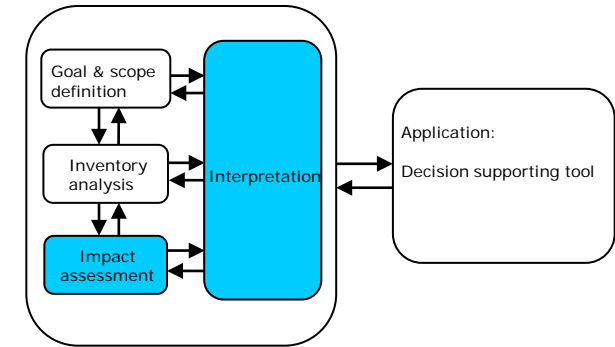 Goal & scope
definition
Inventory
analysis
Impact
assessment
Interpretation
Application:
Decision supporting tool